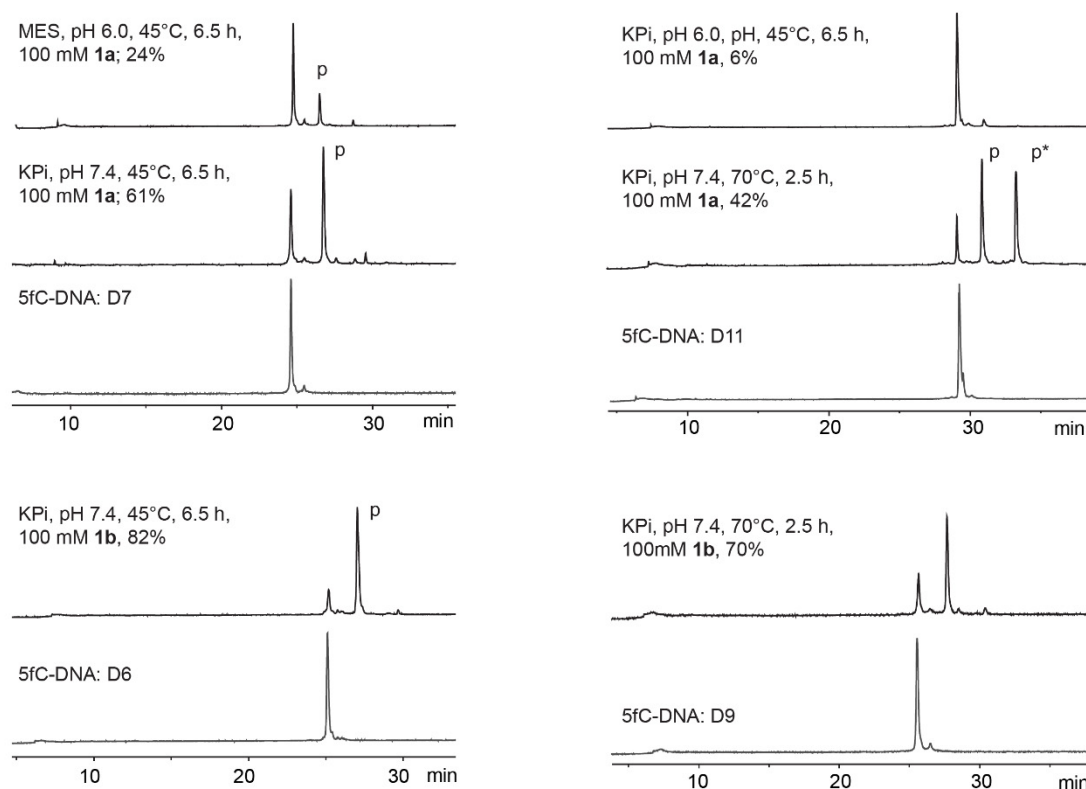 MES, pH 6.0, 45°C, 6.5 h,
100 mM 1a; 24%
p
KPi, pH 7.4, 45°C, 6.5 h,
100 mM 1a; 61%
p
5fC-DNA: D7
10 20 30 min
KPi, pH 6.0, pH, 45°C, 6.5 h,
100 mM 1a, 6%
KPi, pH 7.4, 70°C, 2.5 h,
100 mM 1a, 42%
p p*
5fC-DNA: D11
10 20 30 min
KPi, pH 7.4, 45°C, 6.5 h,
100 mM 1b, 82%
p
5fC-DNA: D6
10 20 30 min
KPi, pH 7.4, 70°C, 2.5 h,
100mM 1b, 70%
5fC-DNA: D9
10 20 30 min